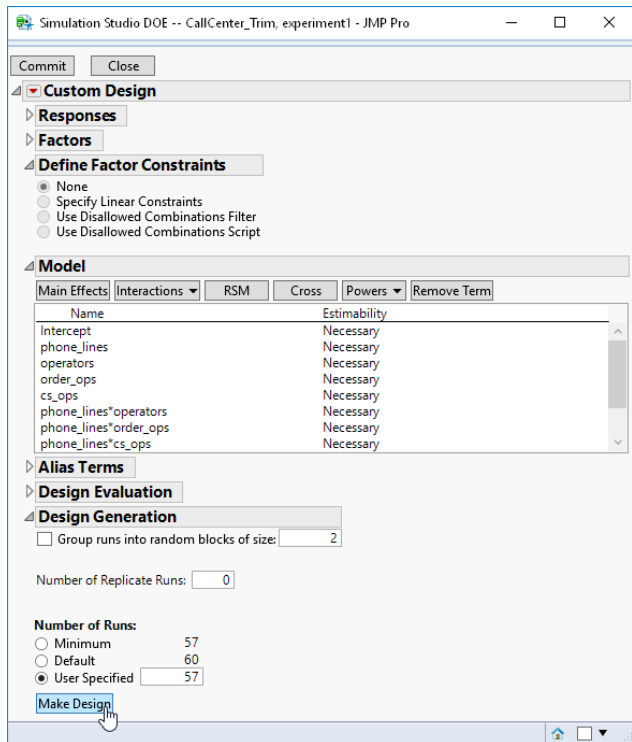 Simulation Studio DOE -- CallCenter_Trim, experiment1 - JMP Pro
Commit Close
Custom Design
Responses
Factors
Define Factor Constraints
None
Specify Linear Constraints
Use Disallowed Combinations Filter
Use Disallowed Combinations Script
Model
Main Effects Interactions RSM Cross Powers Remove Term
Name Estimability
Intercept Necessary
phone_lines Necessary
operators Necessary
order_ops Necessary
cs_ops Necessary
phone_lines*operators Necessary
phone_lines*order_ops Necessary
phone_lines*cs_ops Necessary
Alias Terms
Design Evaluation
Design Generation
Group runs into random blocks of size: 2
Number of Replicate Runs: 0
Number of Runs:
Minimum 57
Default 60
User Specified 57
Make Design